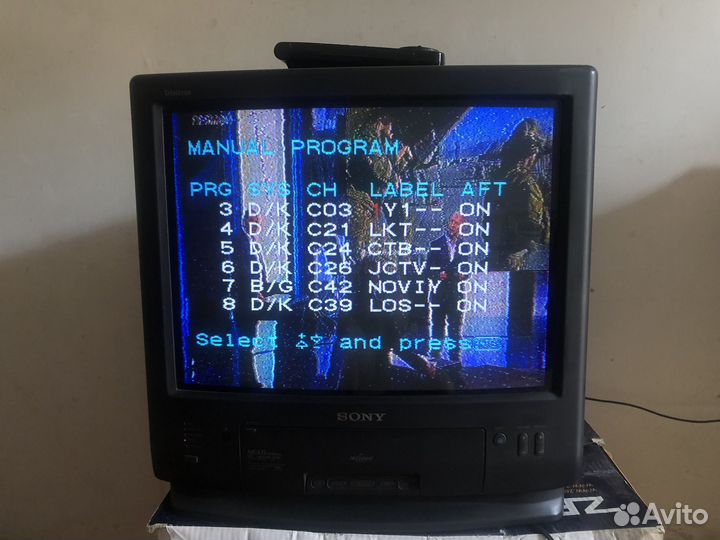 Trinitron
MANUAL PROGRAM
PRG SYS CH LABEL AFT
3 D/K C03 Y1-- ON
4 D/K C21 LKT-- ON
5 D/K C24 CTB-- ON
6 D/K C26 JCTV- ON
7 B/G C42 NOVIY ON
8 D/K C39 LOS-- ON
Select and press
SONY
Avito